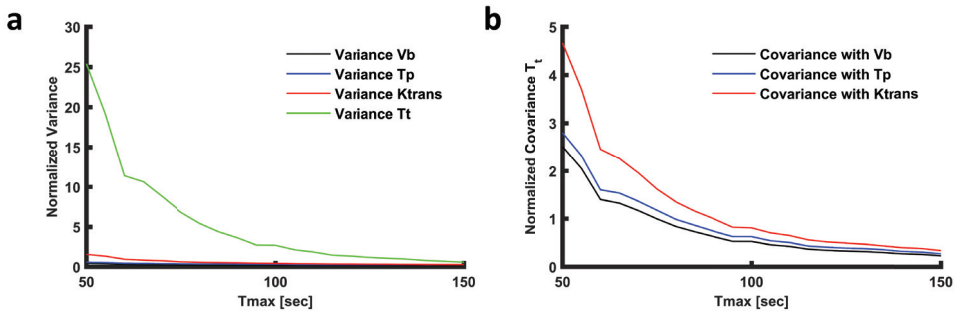 a
30
25
20
15
10
5
0
Normalized Variance
Variance Vb
Variance Tp
Variance Ktrans
Variance Tt
50
100
150
Tmax [sec]
b
5
4
3
2
1
0
Normalized Covariance Tt
Covariance with Vb
Covariance with Tp
Covariance with Ktrans
50
100
150
Tmax [sec]